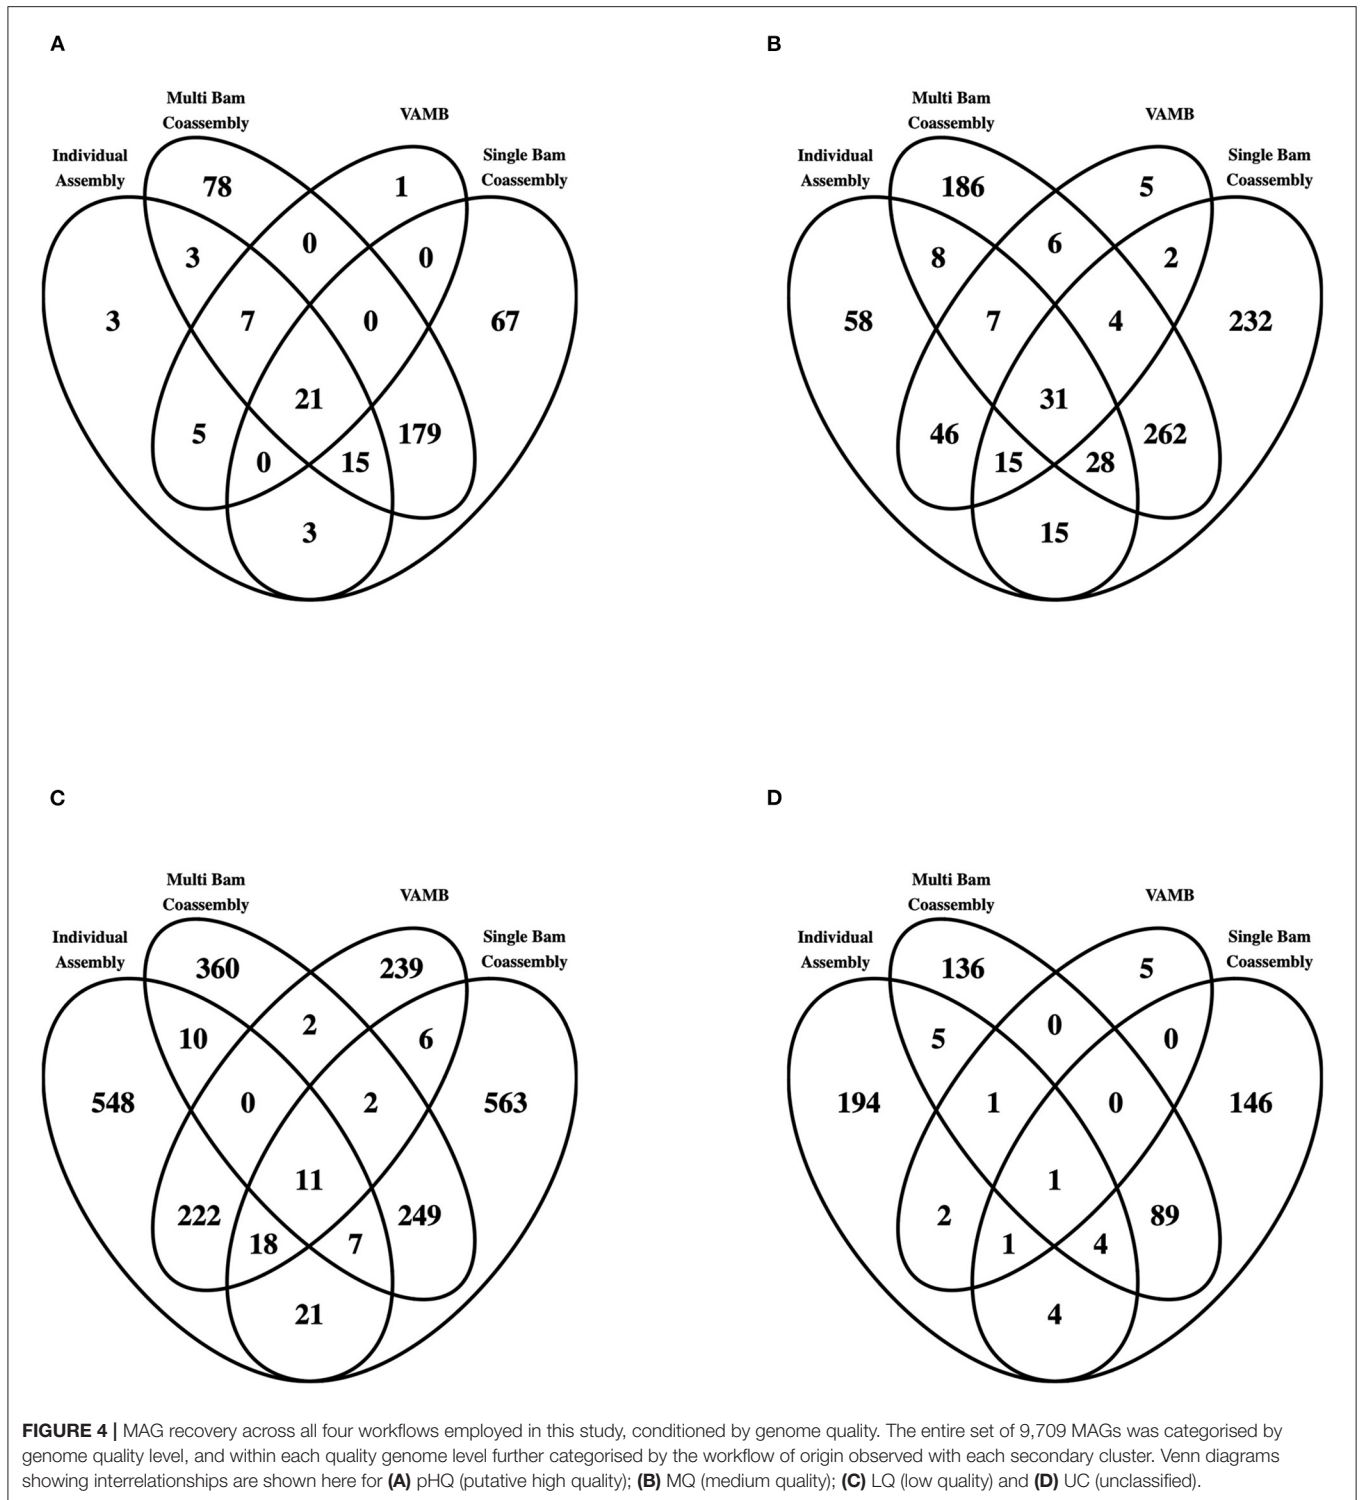 A
Multi Bam
Coassembly
VAMB
Individual
Assembly
Single Bam
Coassembly
78
1
3
0
0
3
7
0
67
21
5
179
0
15
3
B
Multi Bam
Coassembly
VAMB
Individual
Assembly
Single Bam
Coassembly
186
5
8
6
2
58
7
4
232
31
46
262
15
28
15
C
Multi Bam
Coassembly
VAMB
Individual
Assembly
Single Bam
Coassembly
360
239
10
2
6
548
0
2
563
11
222
249
18
7
21
D
Multi Bam
Coassembly
VAMB
Individual
Assembly
Single Bam
Coassembly
136
5
5
0
0
194
1
0
146
1
2
89
1
4
4
FIGURE 4 | MAG recovery across all four workflows employed in this study, conditioned by genome quality. The entire set of 9,709 MAGs was categorised by
genome quality level, and within each quality genome level further categorised by the workflow of origin observed with each secondary cluster. Venn diagrams
showing interrelationships are shown here for (A) pHQ (putative high quality); (B) MQ (medium quality); (C) LQ (low quality) and (D) UC (unclassified).